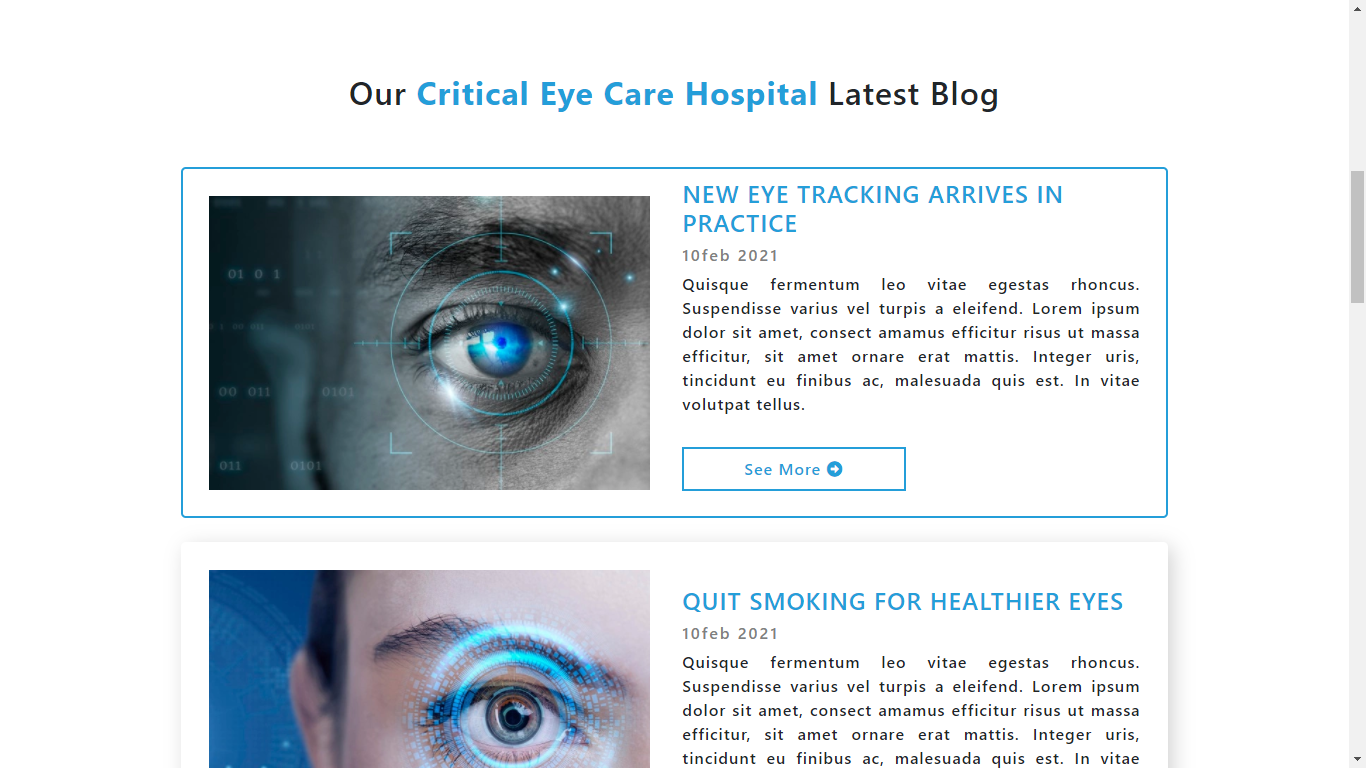 Our Critical Eye Care Hospital Latest Blog
NEW EYE TRACKING ARRIVES IN
PRACTICE
10feb 2021
Quisque fermentum leo vitae egestas rhoncus.
Suspendisse varius vel turpis a eleifend. Lorem ipsum
dolor sit amet, consect amamus efficitur risus ut massa
efficitur, sit amet ornare erat mattis. Integer uris,
tincidunt eu finibus ac, malesuada quis est. In vitae
volutpat tellus.
See More
01 0 1
00 011 0101
011 0101
QUIT SMOKING FOR HEALTHIER EYES
10feb 2021
Quisque fermentum leo vitae egestas rhoncus.
Suspendisse varius vel turpis a eleifend. Lorem ipsum
dolor sit amet, consect amamus efficitur risus ut massa
efficitur, sit amet ornare erat mattis. Integer uris,
tincidunt eu finibus ac, malesuada quis est. In vitae